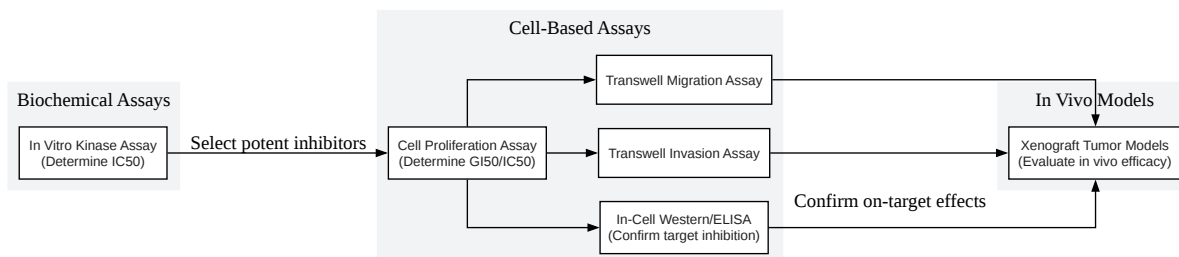 Cell-Based Assays
Transwell Migration Assay
Biochemical Assays
In Vivo Models
In Vitro Kinase Assay
(Determine IC50)
Select potent inhibitors
Cell Proliferation Assay
(Determine GI50/IC50)
Transwell Invasion Assay
Xenograft Tumor Models
(Evaluate in vivo efficacy)
Confirm on-target effects
In-Cell Western/ELISA
(Confirm target inhibition)